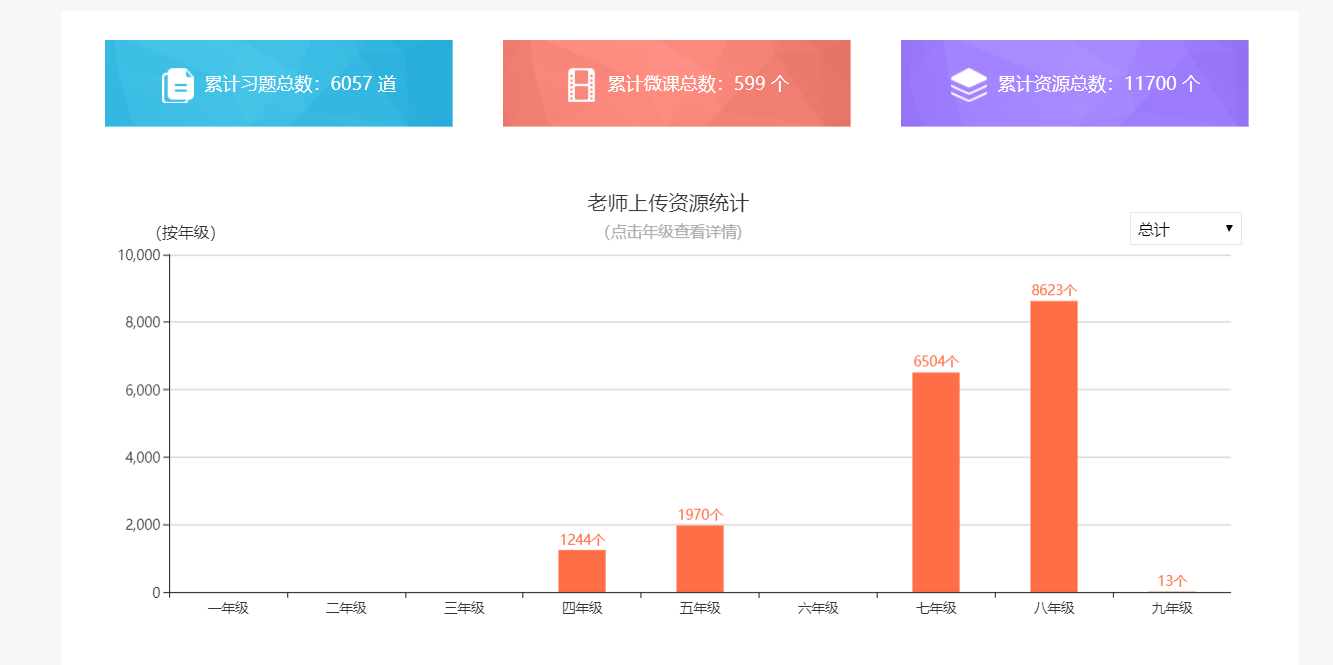 累计习题总数：6057 道
累计微课总数：599 个
累计资源总数：11700 个
老师上传资源统计
(点击年级查看详情)
(按年级)
总计
10,000
8,000
6,000
4,000
2,000
0
1244个
1970个
6504个
8623个
13个
一年级
二年级
三年级
四年级
五年级
六年级
七年级
八年级
九年级